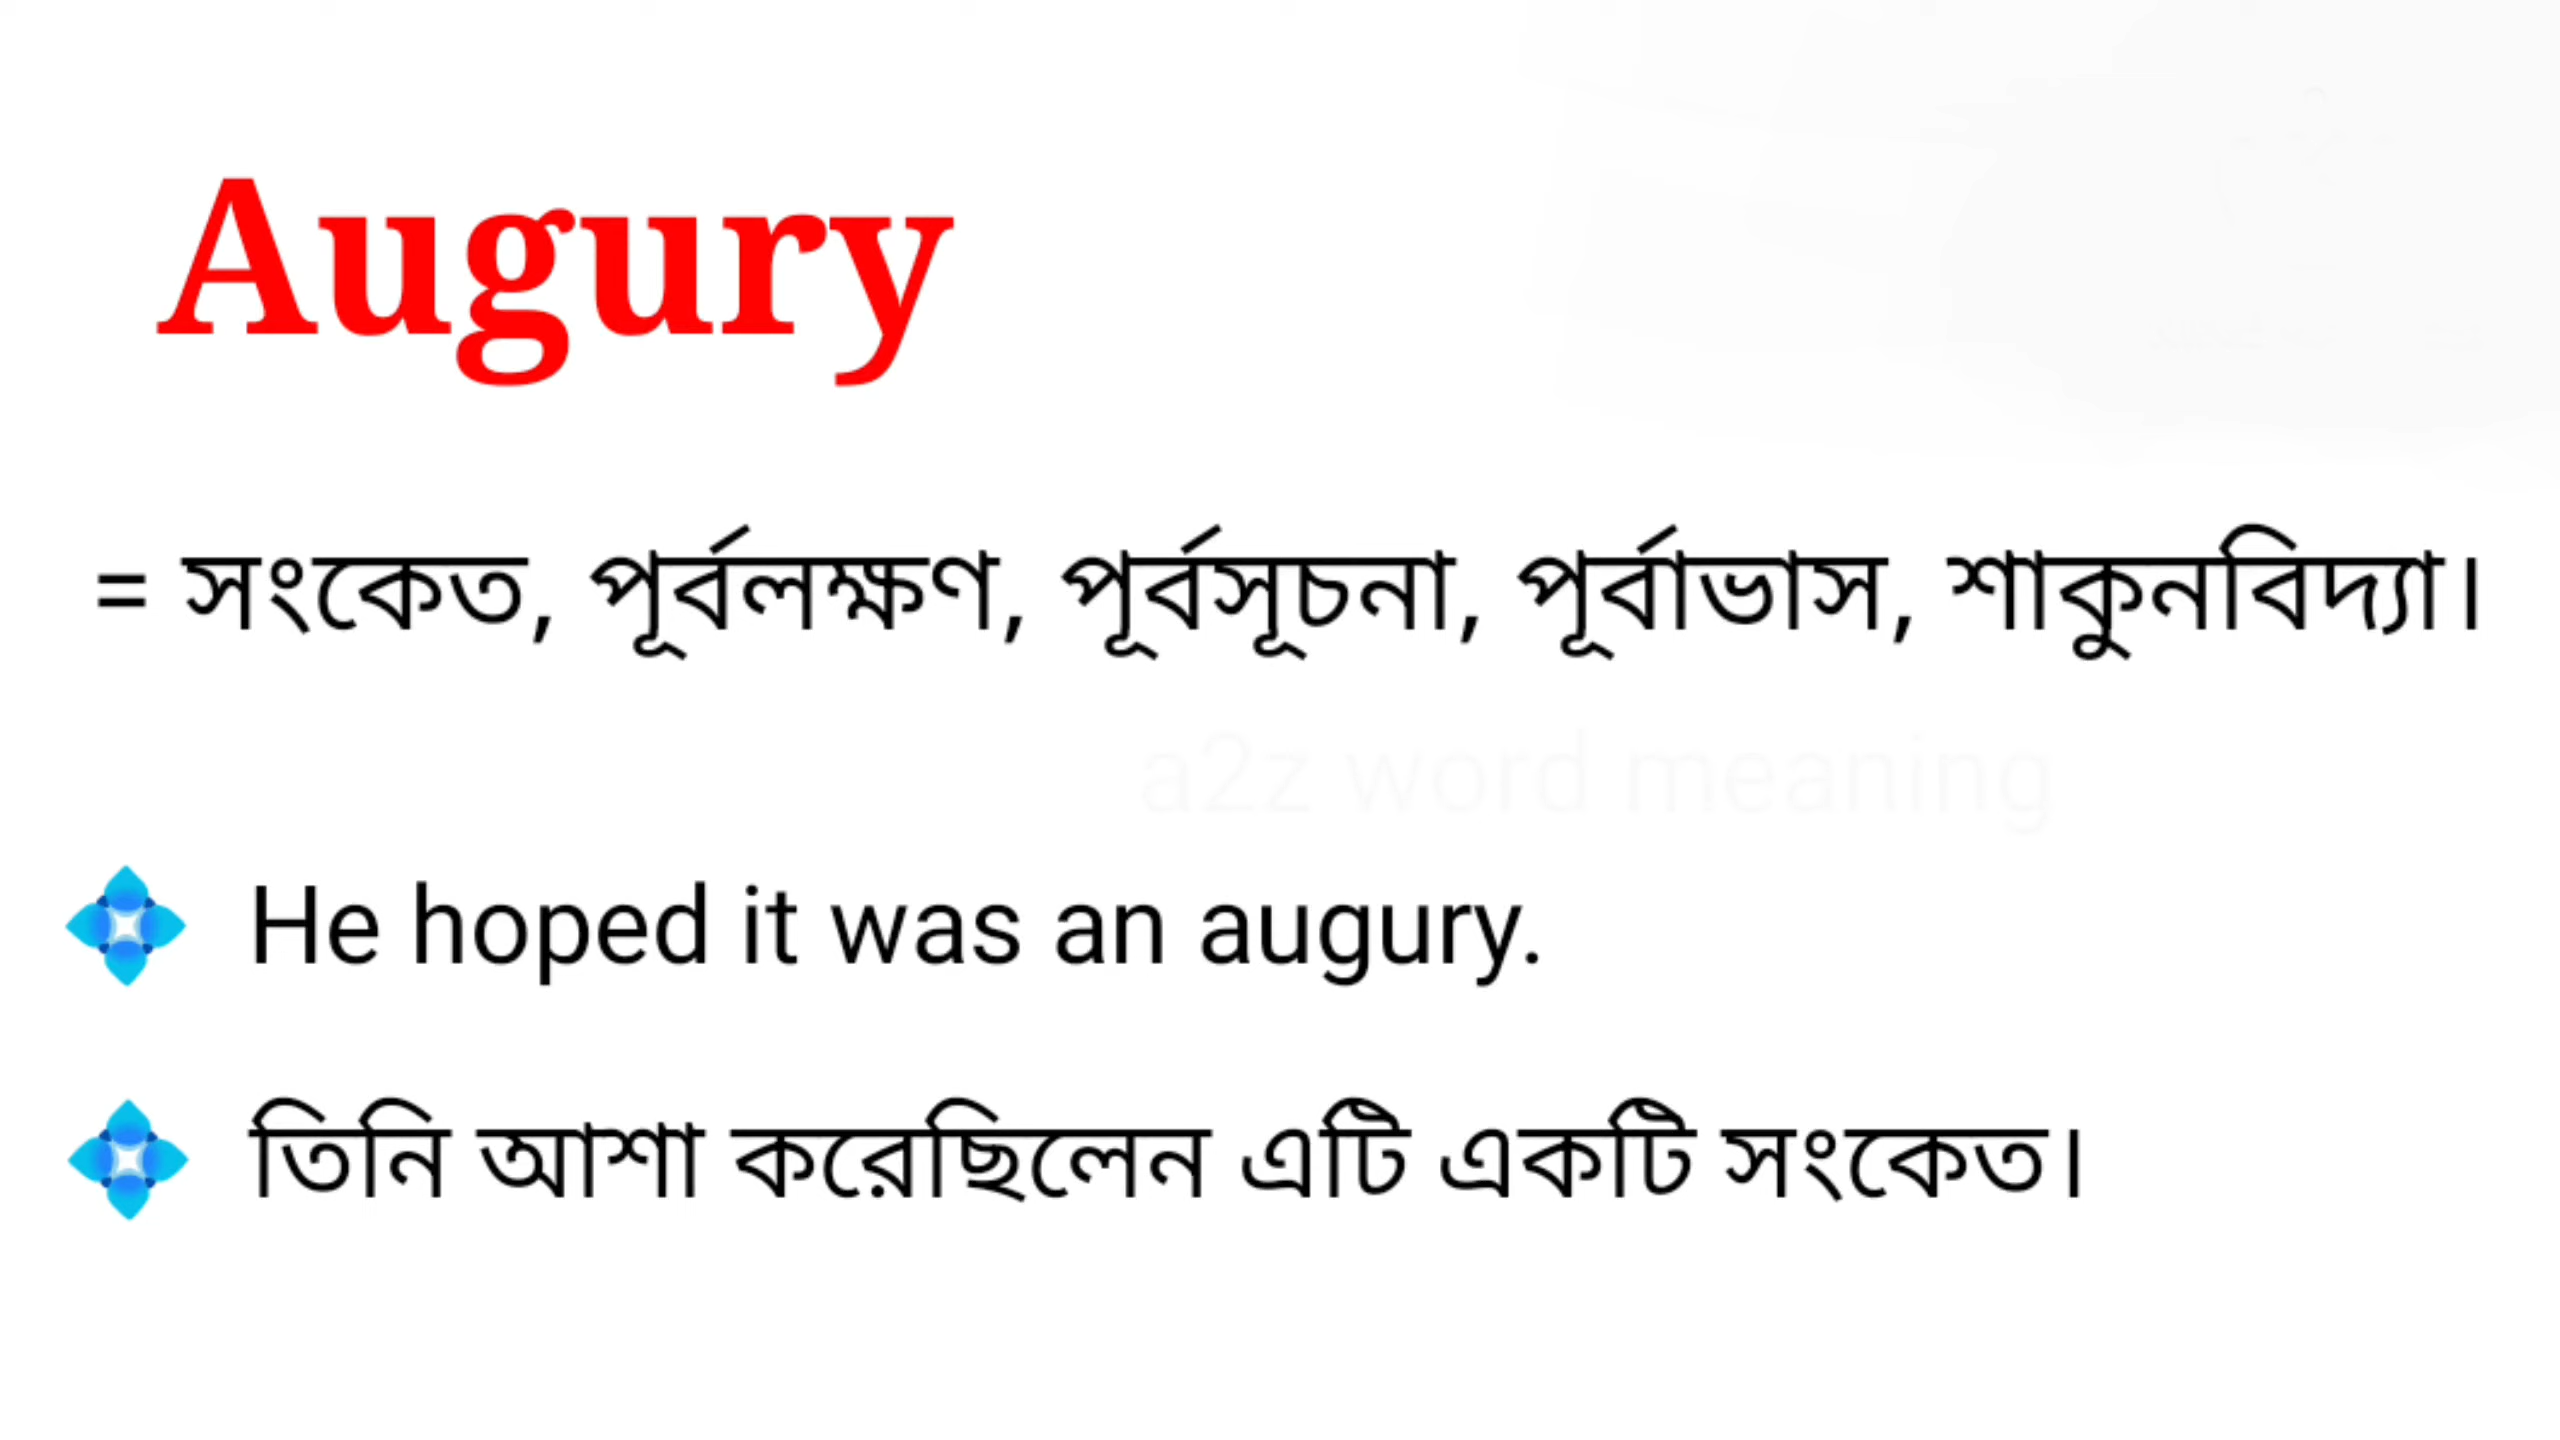 Augury
= সংকেত, পূর্বলক্ষণ, পূর্বসূচনা, পূর্বাভাস, শাকুনবিদ্যা।
a2z word meaning
He hoped it was an augury.
তিনি আশা করেছিলেন এটি একটি সংকেত।